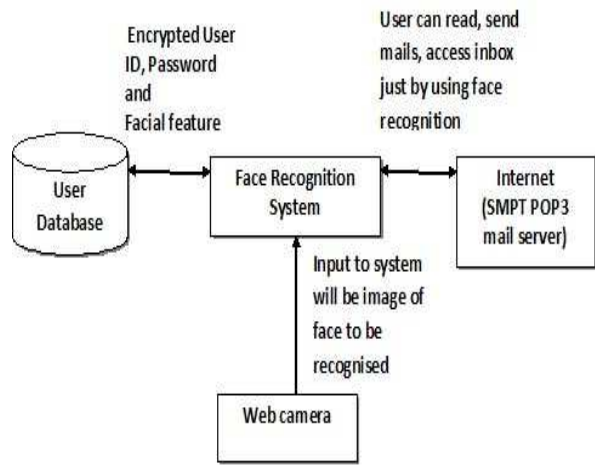 Encrypted User
ID, Password
and
Facial feature
User can read, send
mails, access inbox
just by using face
recognition
User
Database
Face Recognition
System
Internet
(SMPT POP3
mail server)
Input to system
will be image of
face to be
recognised
Web camera